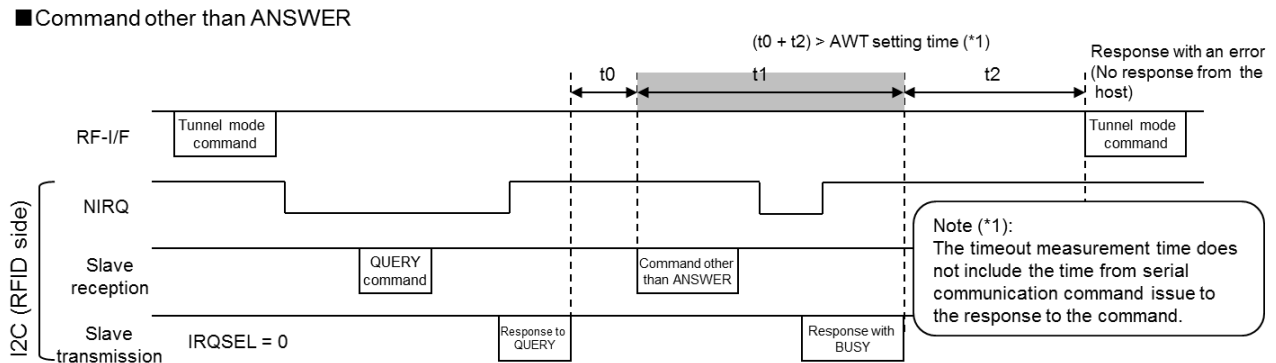 ■Command other than ANSWER
(t0 + t2) > AWT setting time (*1)
Response with an error
(No response from the
host)
t0
t1
t2
RF-I/F
Tunnel mode
command
Tunnel mode
command
I2C (RFID side)
NIRQ
Slave
reception
QUERY
command
Command other
than ANSWER
Slave
transmission
IRQSEL = 0
Response to
QUERY
Response with
BUSY
Note (*1):
The timeout measurement time does
not include the time from serial
communication command issue to
the response to the command.